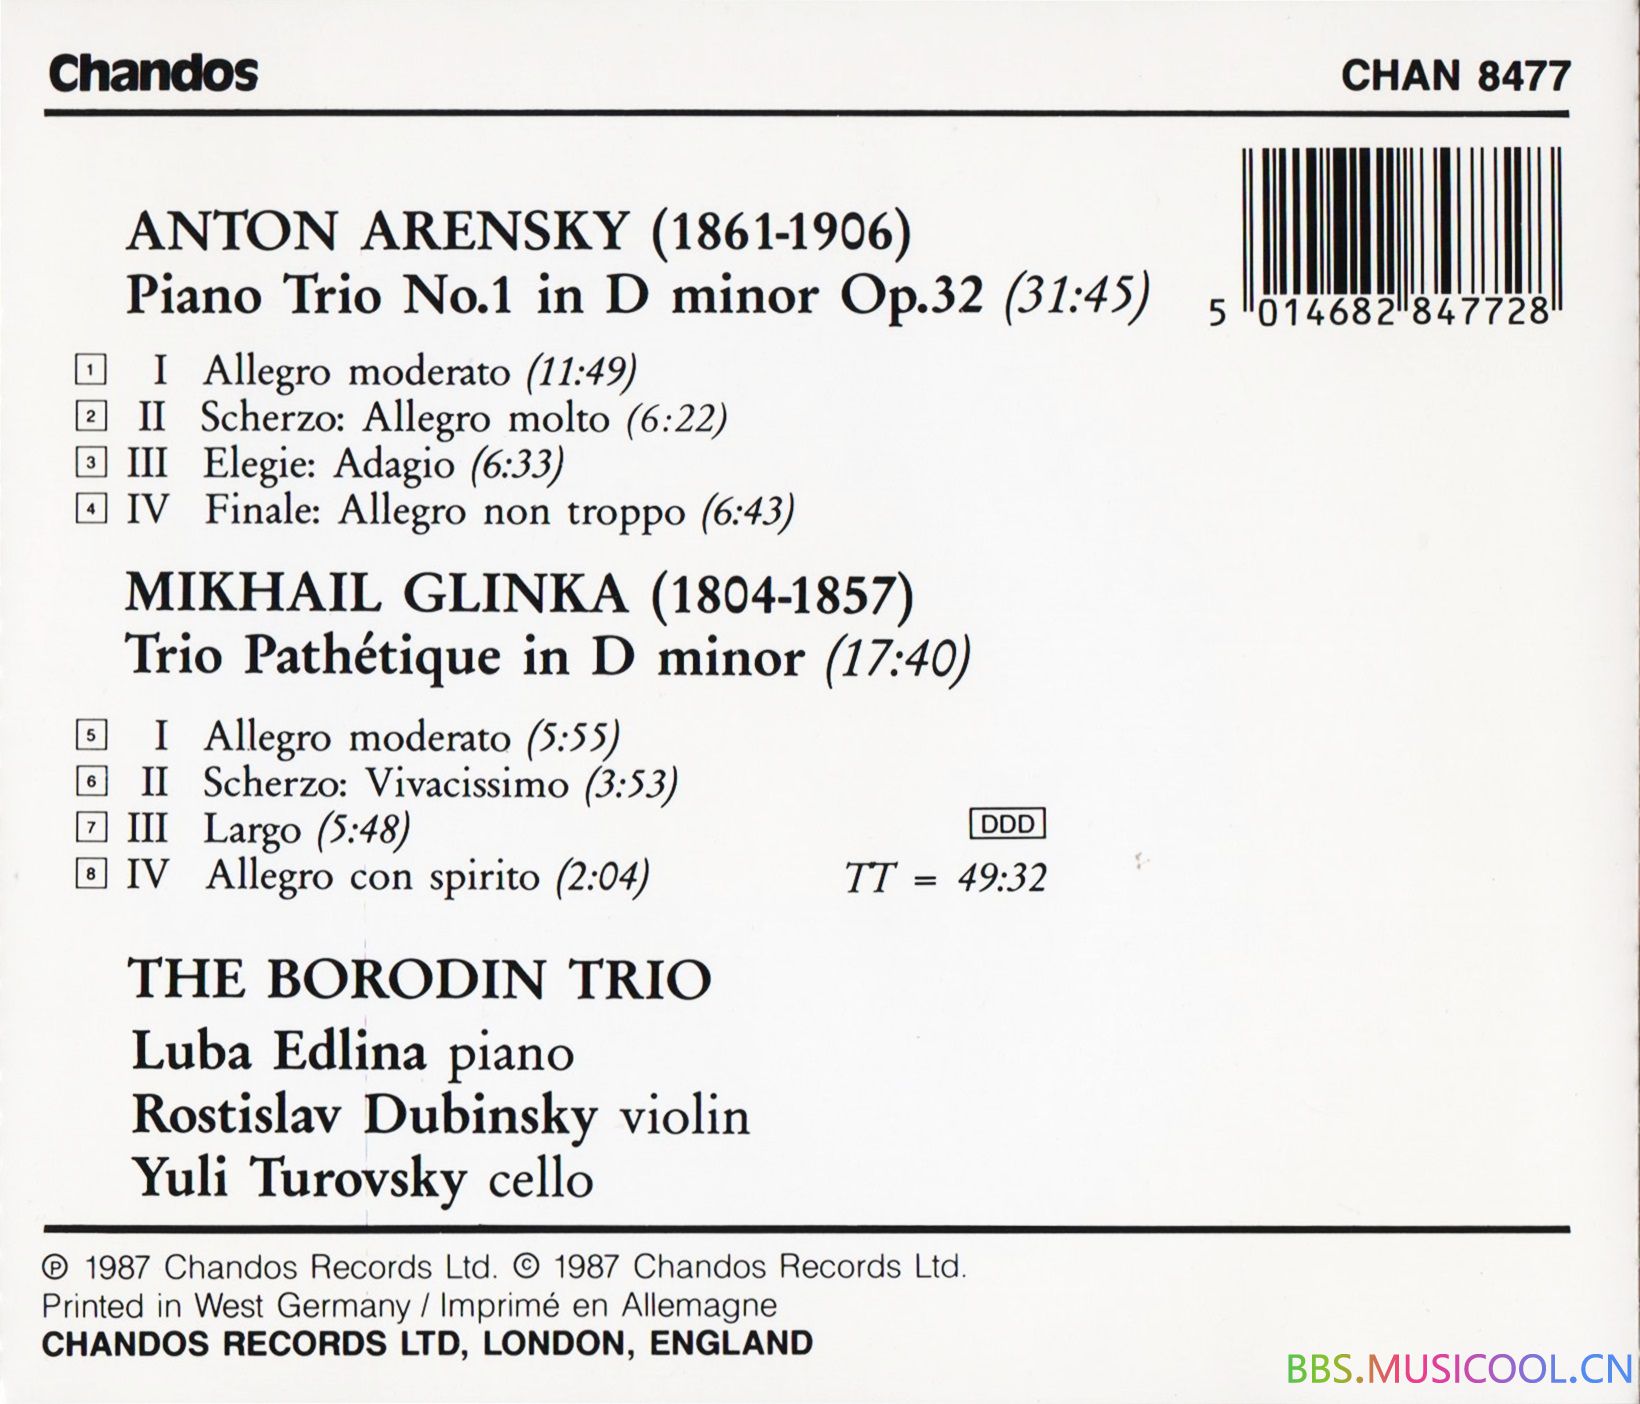 Chandos
CHAN 8477
ANTON ARENSKY (1861-1906)
Piano Trio No.1 in D minor Op.32 (31:45)
5 014682 847728
1 I Allegro moderato (11:49)
2 II Scherzo: Allegro molto (6:22)
3 III Elegie: Adagio (6:33)
4 IV Finale: Allegro non troppo (6:43)
MIKHAIL GLINKA (1804-1857)
Trio Pathétique in D minor (17:40)
5 I Allegro moderato (5:55)
6 II Scherzo: Vivacissimo (3:53)
7 III Largo (5:48)
8 IV Allegro con spirito (2:04)
DDD
TT = 49:32
THE BORODIN TRIO
Luba Edlina piano
Rostislav Dubinsky violin
Yuli Turovsky cello
℗ 1987 Chandos Records Ltd. © 1987 Chandos Records Ltd.
Printed in West Germany / Imprimé en Allemagne
CHANDOS RECORDS LTD, LONDON, ENGLAND
BBS.MUSICOOL.CN